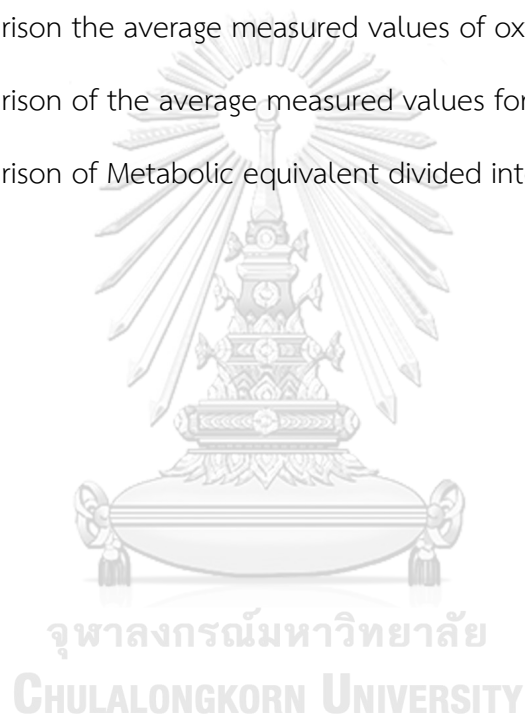 rison the average measured values of ox
rison of the average measured values for
rison of Metabolic equivalent divided int
จุฬาลงกรณ์มหาวิทยาลัย
CHULALONGKORN UNIVERSITY